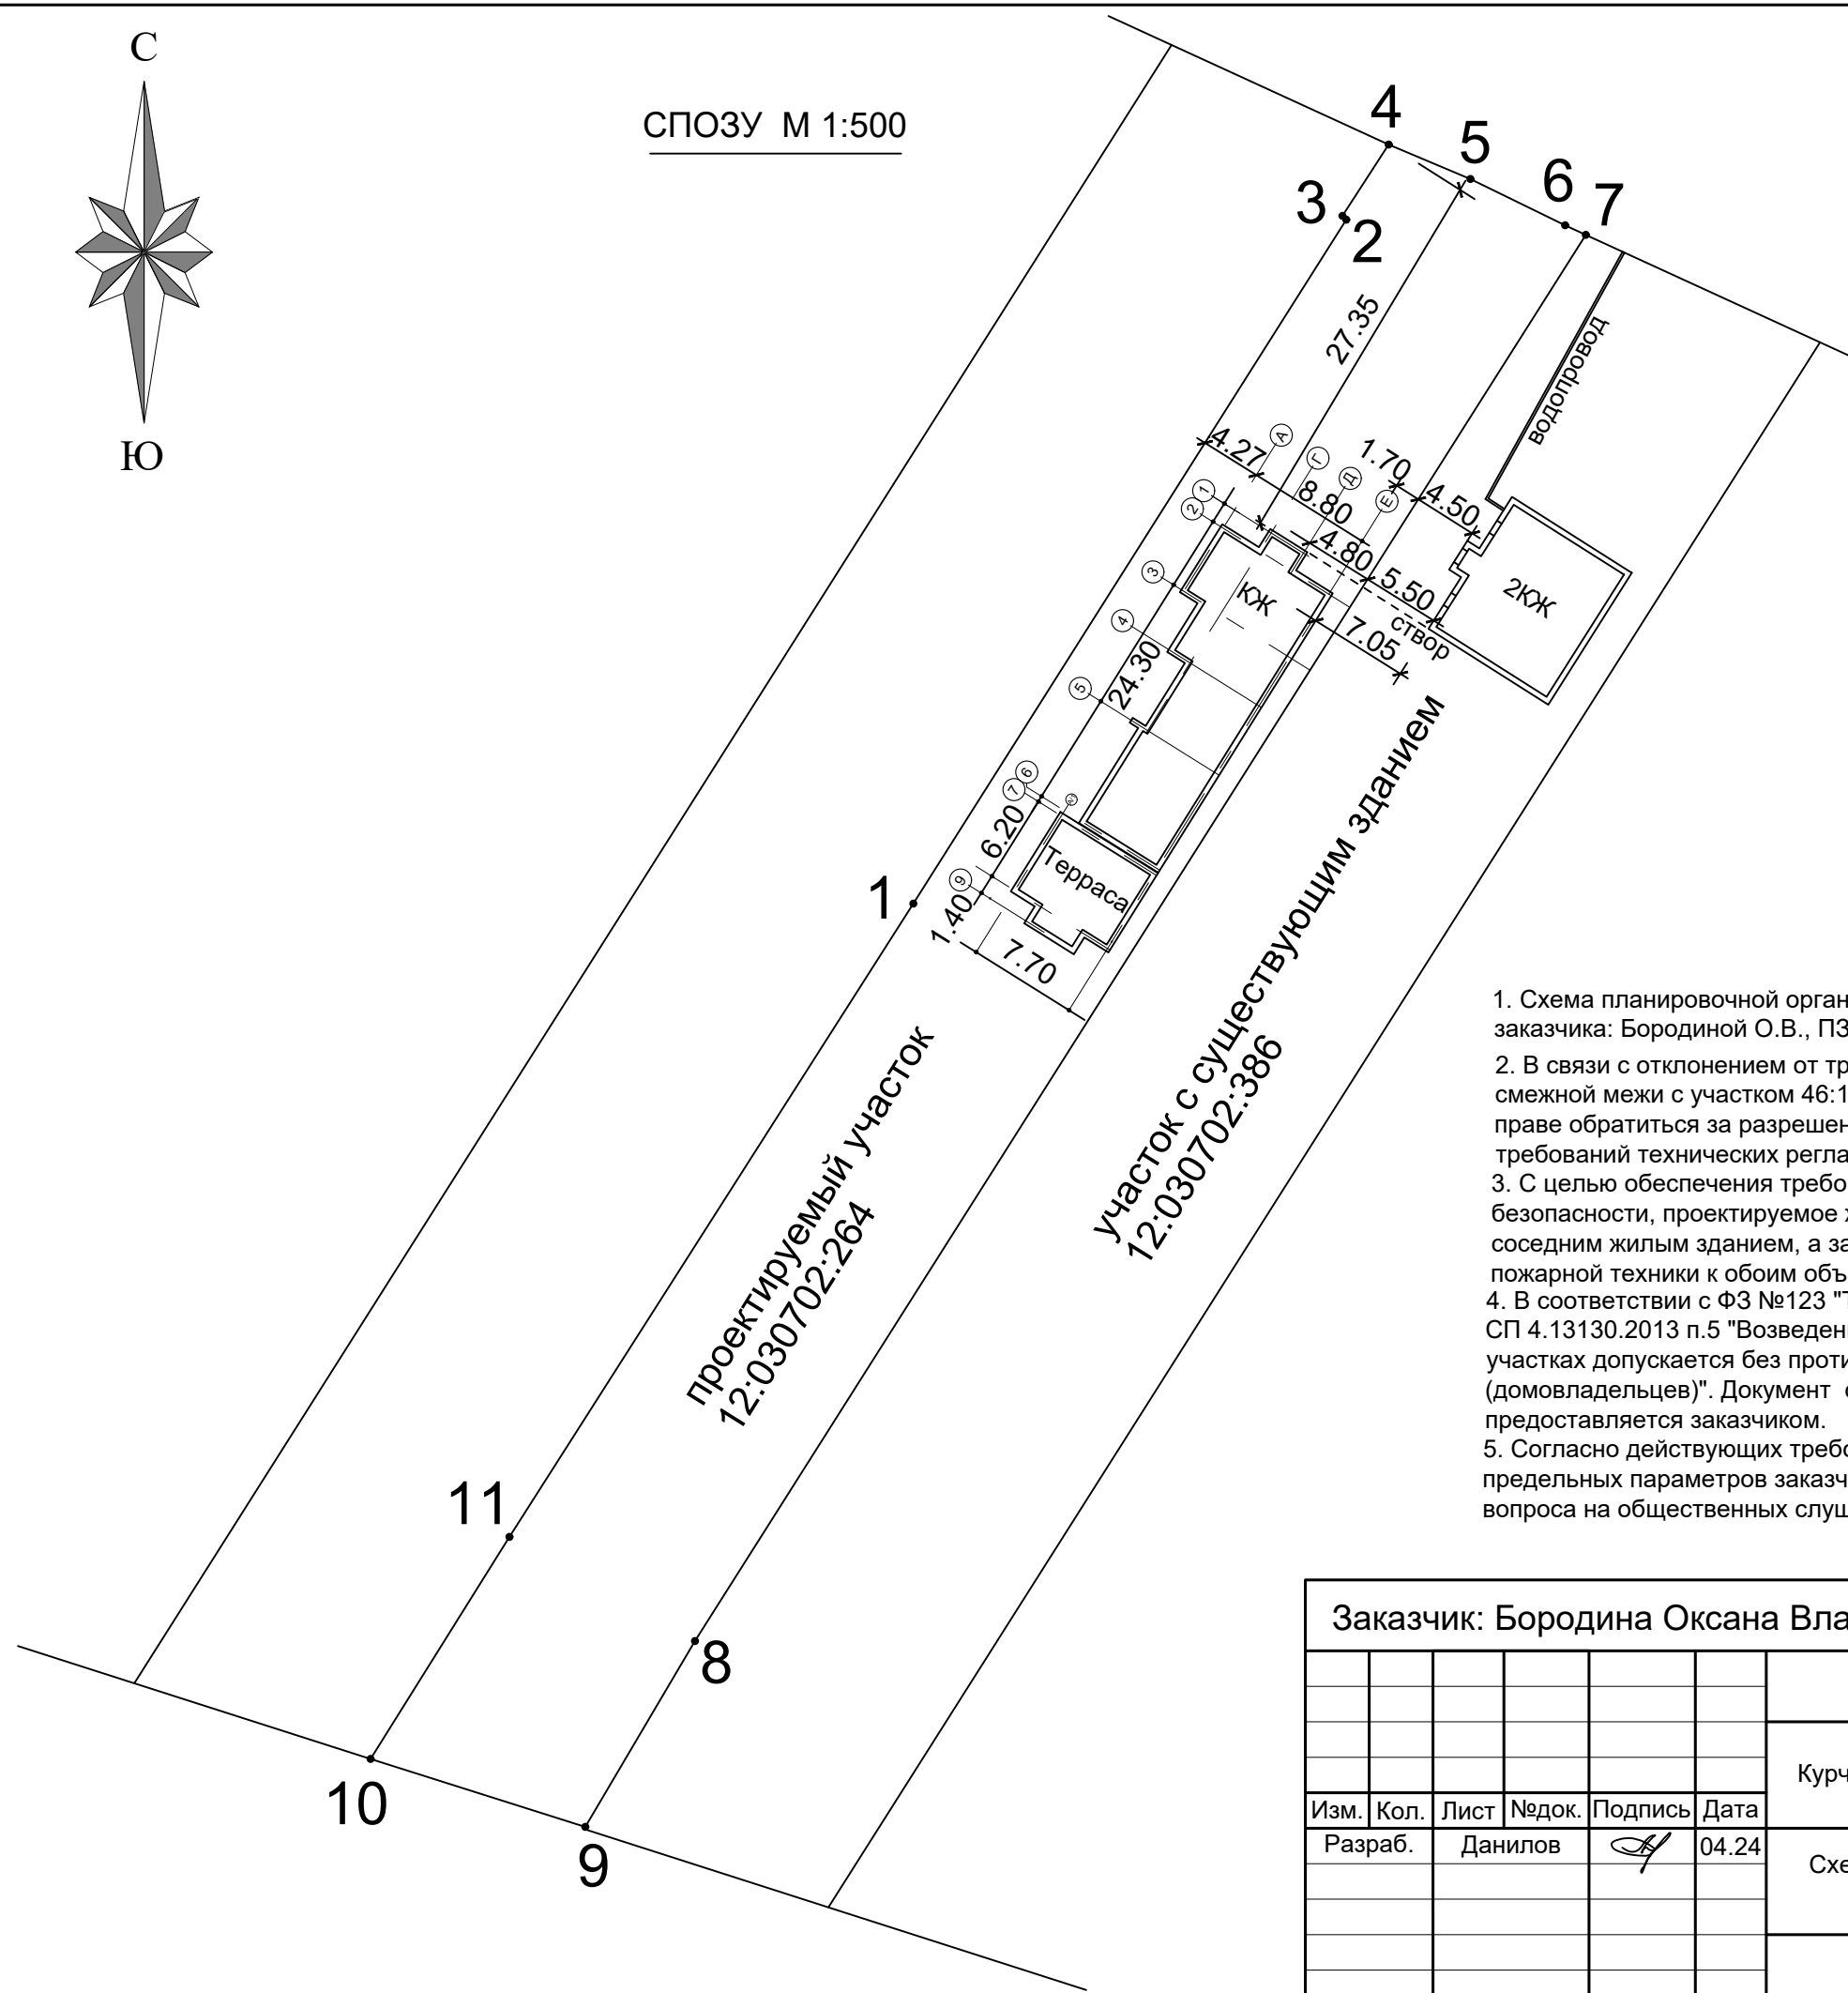 С
Ю
СПОЗУ М 1:500
4
5
6
7
3
2
27.35
водопровод
4.27
А
Г
Д
Е
8.80
1.70
4.50
4.80
5.50
7.05
створ
КЖ
2КЖ
1
2
3
4
5
6
7
9
24.30
6.20
1.40
7.70
Терраса
1
проектируемый участок
12:030702:264
участок с существующим зданием
12:030702:386
11
8
10
9
1. Схема планировочной орган
заказчика: Бородиной О.В., ПЗ
2. В связи с отклонением от тр
смежной межи с участком 46:1
праве обратиться за разрешен
требований технических регла
3. С целью обеспечения требо
безопасности, проектируемое ж
соседним жилым зданием, а за
пожарной техники к обоим объ
4. В соответствии с ФЗ №123 "Т
СП 4.13130.2013 п.5 "Возведен
участках допускается без проти
(домовладельцев)". Документ с
предоставляется заказчиком.
5. Согласно действующих требо
предельных параметров заказч
вопроса на общественных слуш
Заказчик: Бородина Оксана Вла
Курч
Изм. Кол. Лист №док. Подпись Дата
Разраб. Данилов 04.24
Схе